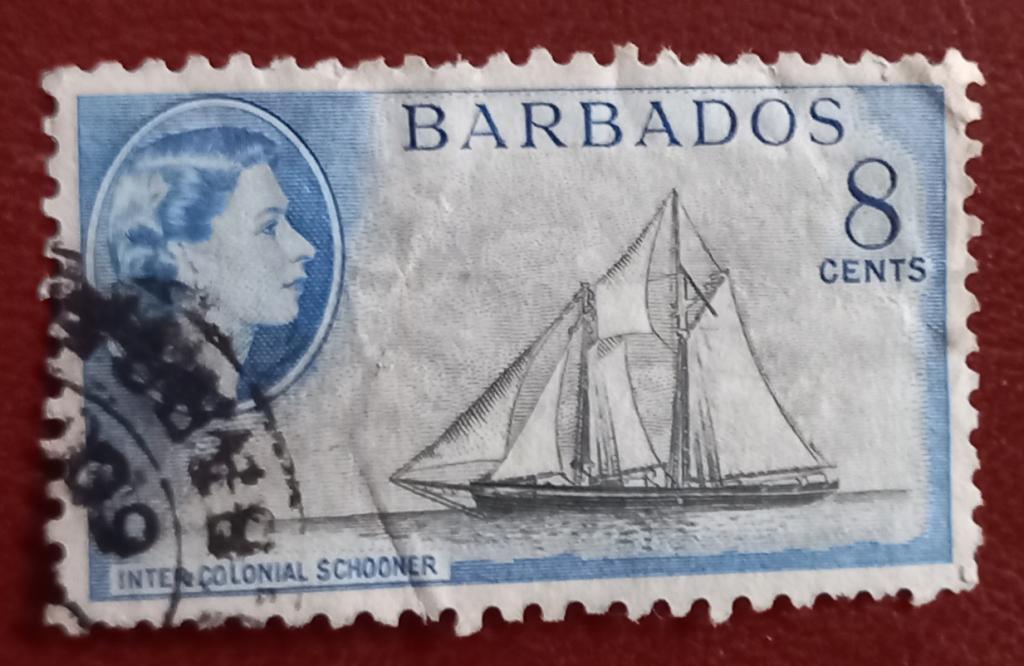 BARBADOS
8
CENTS
INTER-COLONIAL SCHOONER